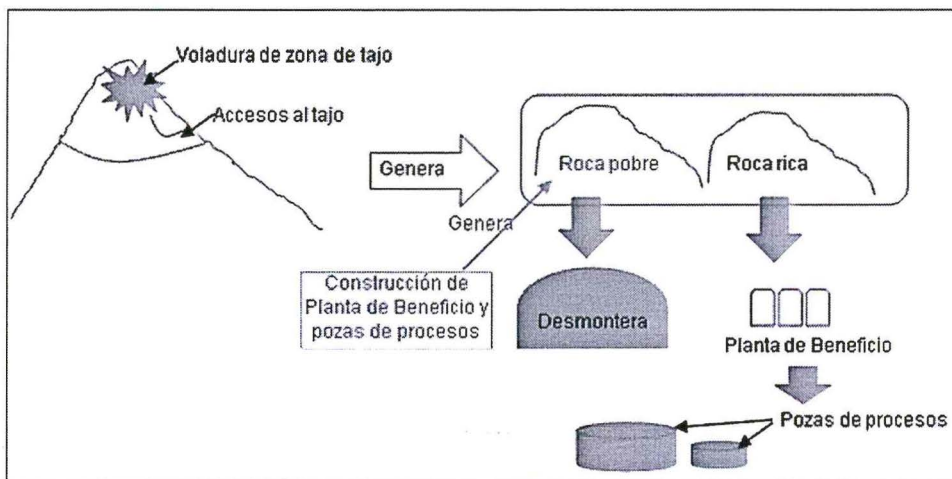 Voladura de zona de tajo
Accesos al tajo
Genera
Roca pobre
Roca rica
Genera
Construcción de
Planta de Beneficio y
pozas de procesos
Desmontera
Planta de Beneficio
Pozas de procesos